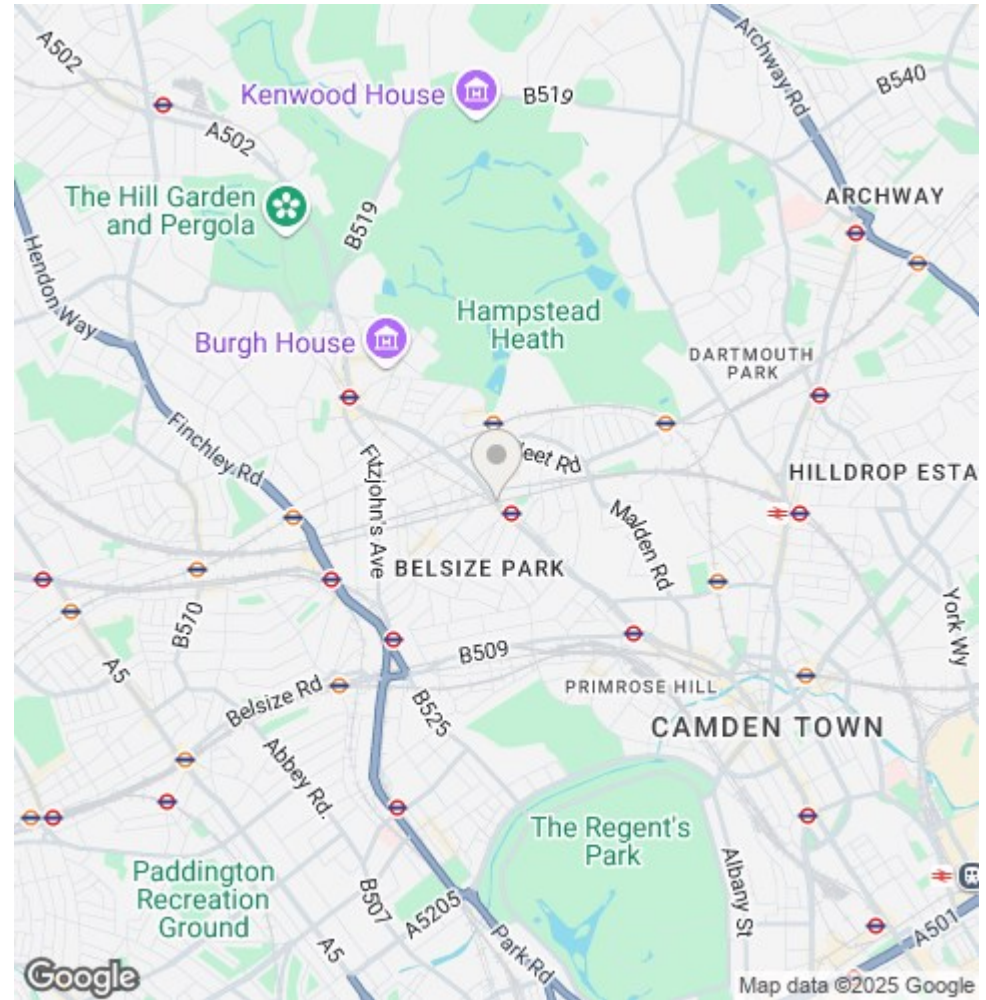 A502
Kenwood House
B519
Archway Rd
B540
A502
The Hill Garden
and Pergola
B519
ARCHWAY
Hendon Way
Hampstead
Heath
Burgh House
DARTMOUTH
PARK
Finchley Rd
Fitzjohn's Ave
leet Rd
HILLDROP ESTA
Malden Rd
BELSIZE PARK
B510
York Wy
B509
A5
Belsize Rd
PRIMROSE HILL
B525
CAMDEN TOWN
Abbey Rd.
The Regent's
Park
Albany St
Paddington
Recreation
Ground
B507
A5205
A501
A5
Park Rd
Google
Map data ©2025 Google